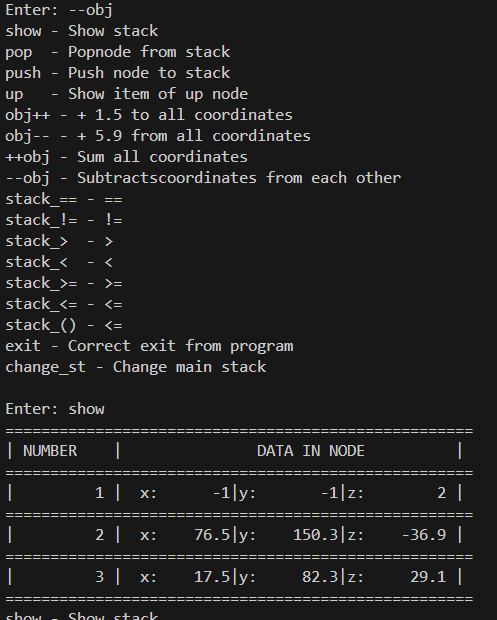 Enter: --obj
show - Show stack
pop  - Popnode from stack
push - Push node to stack
up   - Show item of up node
obj++ - + 1.5 to all coordinates
obj-- - + 5.9 from all coordinates
++obj - Sum all coordinates
--obj - Subtractscoordinates from each other
stack_== - ==
stack_!= - !=
stack_>  - >
stack_<  - <
stack_>= - >=
stack_<= - <=
stack_() - <=
exit - Correct exit from program
change_st - Change main stack
Enter: show
====================================================
| NUMBER    |               DATA IN NODE          |
====================================================
|         1 |  x:      -1|y:       -1|z:        2 |
====================================================
|         2 |  x:    76.5|y:    150.3|z:    -36.9 |
====================================================
|         3 |  x:    17.5|y:     82.3|z:     29.1 |
====================================================
show - Show stack